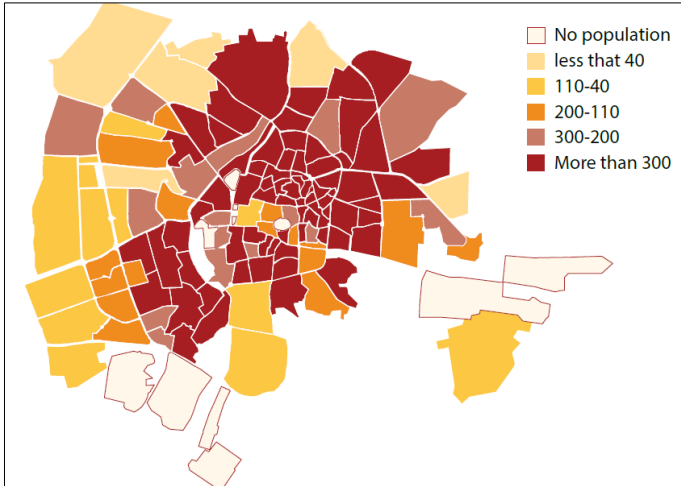 No population
less that 40
110-40
200-110
300-200
More than 300